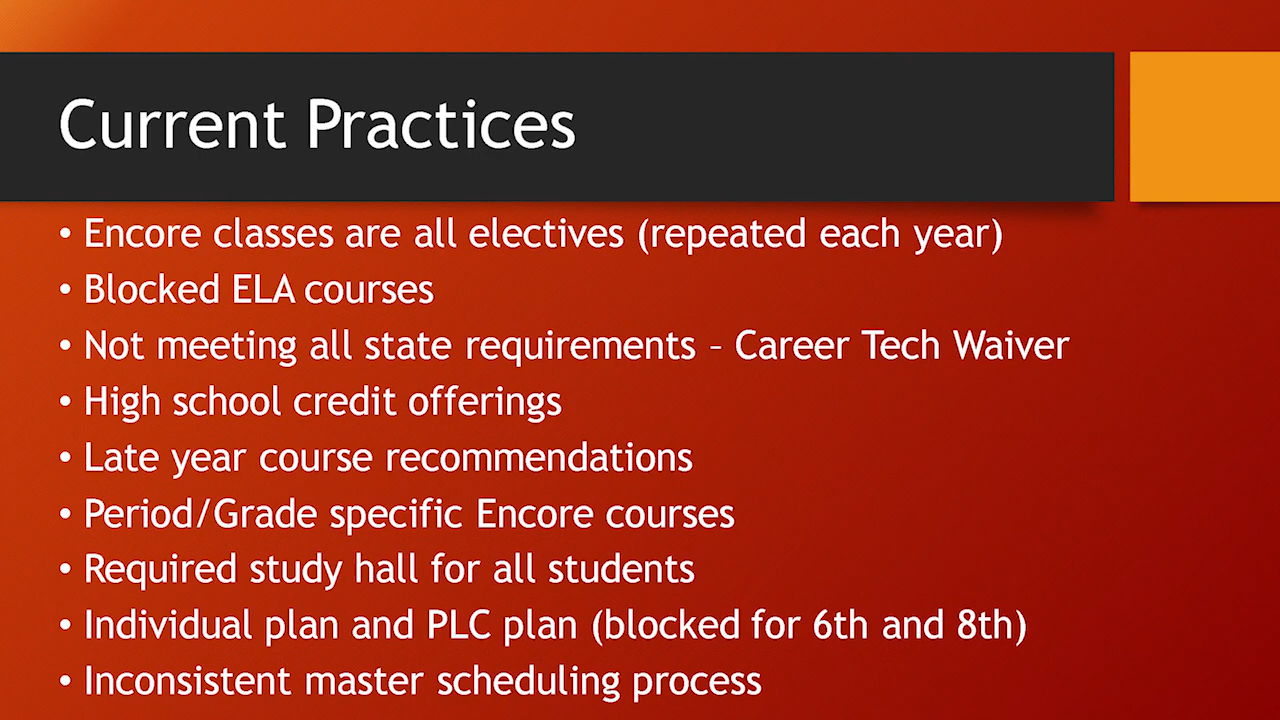 Current Practices
• Encore classes are all electives (repeated each year)
• Blocked ELA courses
• Not meeting all state requirements – Career Tech Waiver
• High school credit offerings
• Late year course recommendations
• Period/Grade specific Encore courses
• Required study hall for all students
• Individual plan and PLC plan (blocked for 6th and 8th)
• Inconsistent master scheduling process